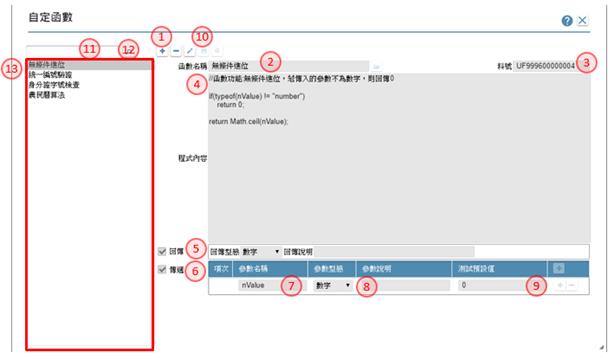 自定函數
?
1
10
11
12
13
無條件進位
統一編號驗證
身分證字號檢查
農民曆算法
函數名稱 無條件進位 2
料號 UF999600000004 3
4 //函數功能:無條件進位，如傳入的參數不為數字，則回傳0
if(typeof(nValue) != "number")
return 0;
return Math.ceil(nValue);
程式內容
回傳 5 回傳型態 數字 回傳說明
傳遞 6 項次 參數名稱 參數型態 參數說明 測試預設值
nValue 7 數字 8 0 9